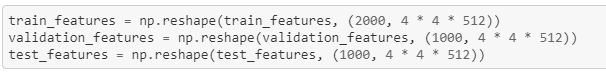 train_features = np.reshape(train_features, (2000, 4 * 4 * 512))
validation_features = np.reshape(validation_features, (1000, 4 * 4 * 512))
test_features = np.reshape(test_features, (1000, 4 * 4 * 512))